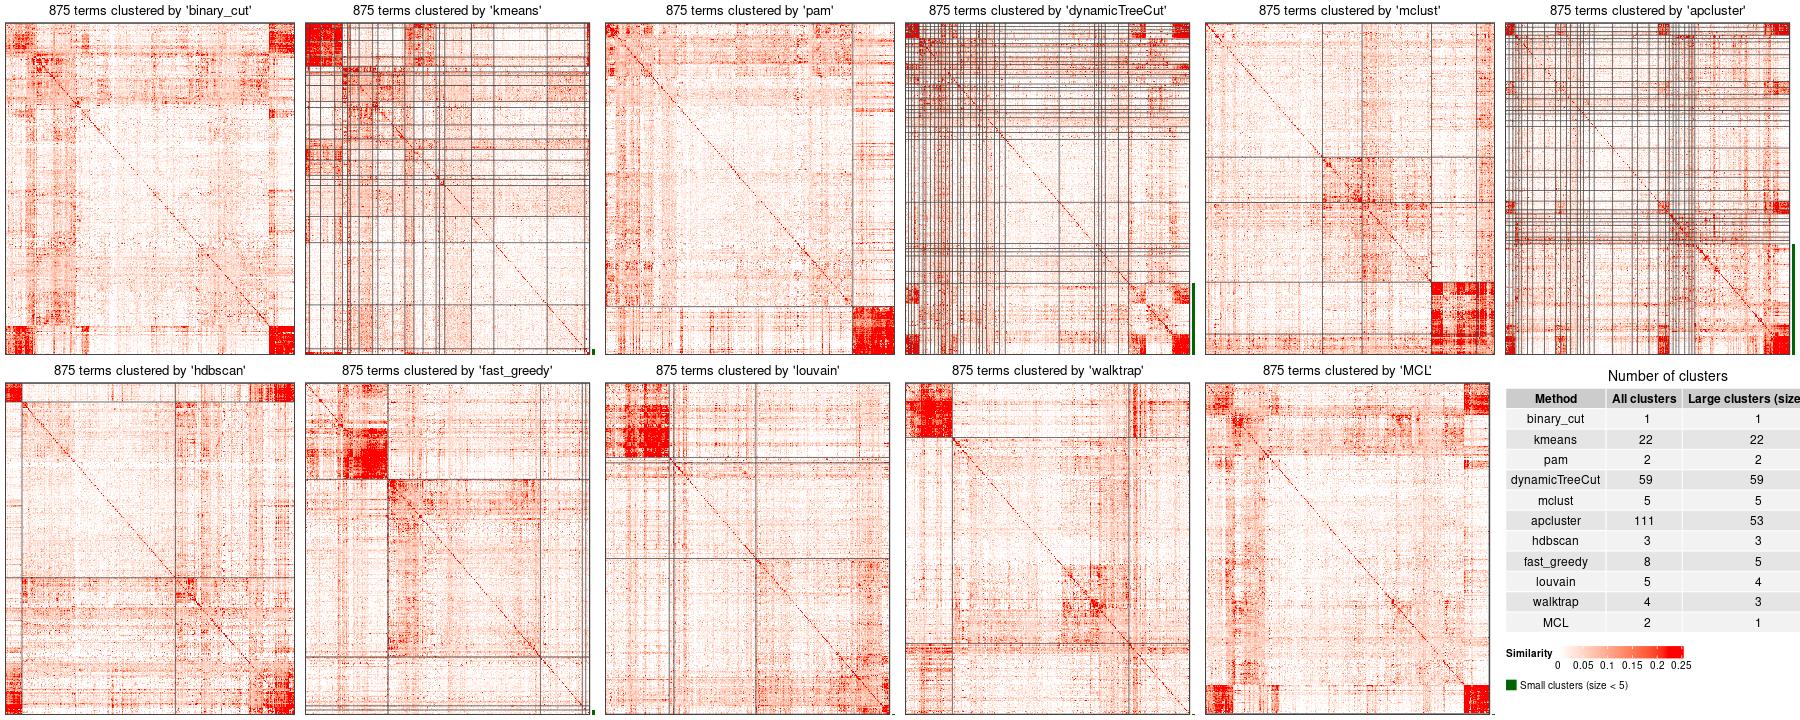 875 terms clustered by 'binary_cut'
875 terms clustered by 'kmeans'
875 terms clustered by 'pam'
875 terms clustered by 'dynamicTreeCut'
875 terms clustered by 'mclust'
875 terms clustered by 'apcluster'
875 terms clustered by 'hdbscan'
875 terms clustered by 'fast_greedy'
875 terms clustered by 'louvain'
875 terms clustered by 'walktrap'
875 terms clustered by 'MCL'
Number of clusters
Method All clusters Large clusters (size
binary_cut 1 1
kmeans 22 22
pam 2 2
dynamicTreeCut 59 59
mclust 5 5
apcluster 111 53
hdbscan 3 3
fast_greedy 8 5
louvain 5 4
walktrap 4 3
MCL 2 1
Similarity
0 0.05 0.1 0.15 0.2 0.25
Small clusters (size < 5)